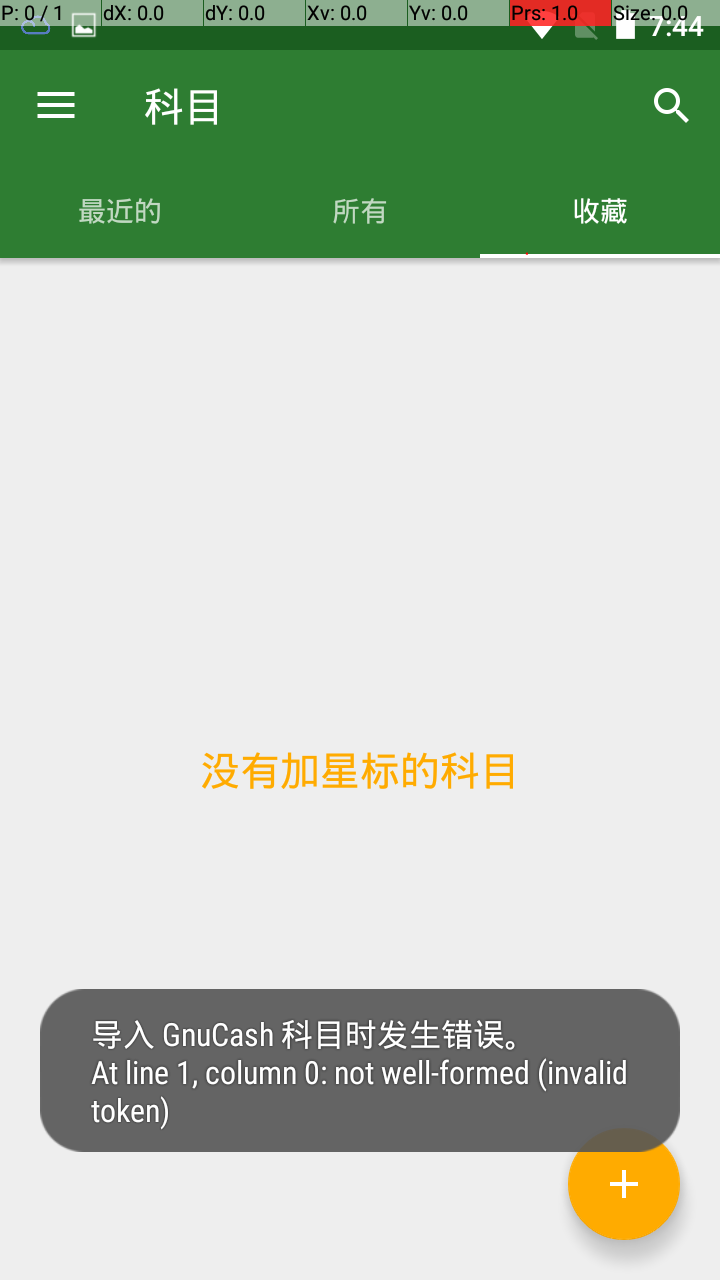 P: 0 / 1 dX: 0.0 dY: 0.0 Xv: 0.0 Yv: 0.0 Prs: 1.0 Size: 0.0
7:44
科目
最近的 所有 收藏
没有加星标的科目
导入 GnuCash 科目时发生错误。
At line 1, column 0: not well-formed (invalid
token)